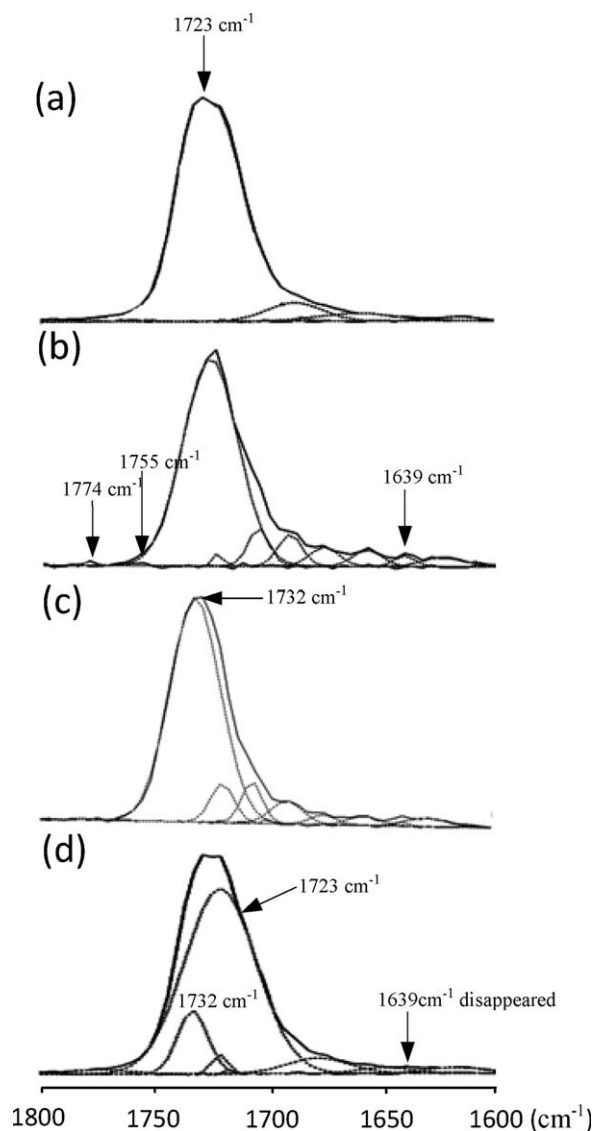 1723 cm-1
(a)
(b)
1755 cm-1
1774 cm-1
1639 cm-1
(c)
1732 cm-1
(d)
1723 cm-1
1732 cm-1
1639cm-1 disappeared
1800 1750 1700 1650 1600 (cm-1)